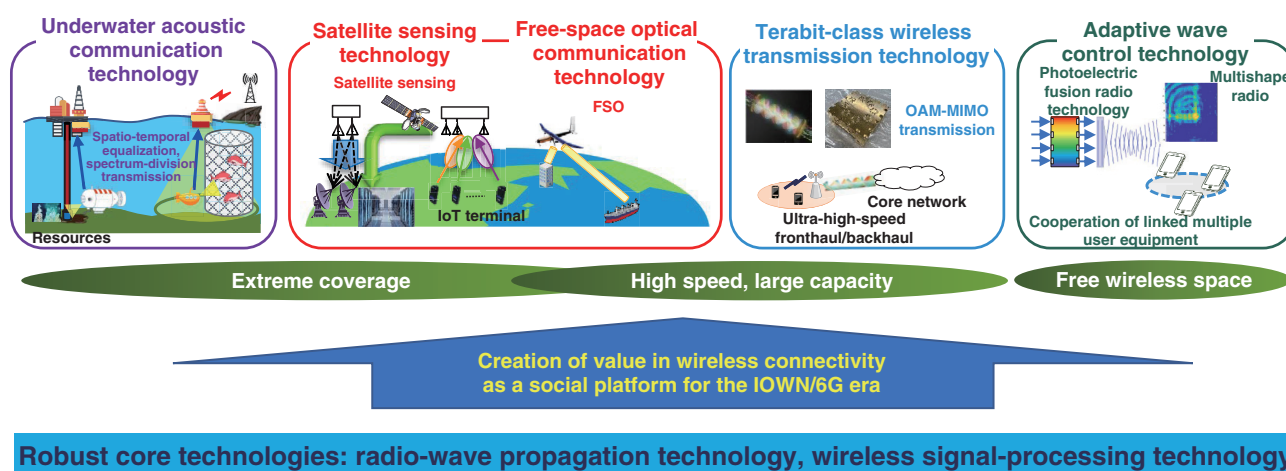 Underwater acoustic
communication
technology
Spatio-temporal
equalization,
spectrum-division
transmission
Resources
Satellite sensing
technology
Free-space optical
communication
technology
Satellite sensing
FSO
IoT terminal
Terabit-class wireless
transmission technology
OAM-MIMO
transmission
Core network
Ultra-high-speed
fronthaul/backhaul
Adaptive wave
control technology
Photoelectric
fusion radio
technology
Multishape
radio
Cooperation of linked multiple
user equipment
Extreme coverage
High speed, large capacity
Free wireless space
Creation of value in wireless connectivity
as a social platform for the IOWN/6G era
Robust core technologies: radio-wave propagation technology, wireless signal-processing technology